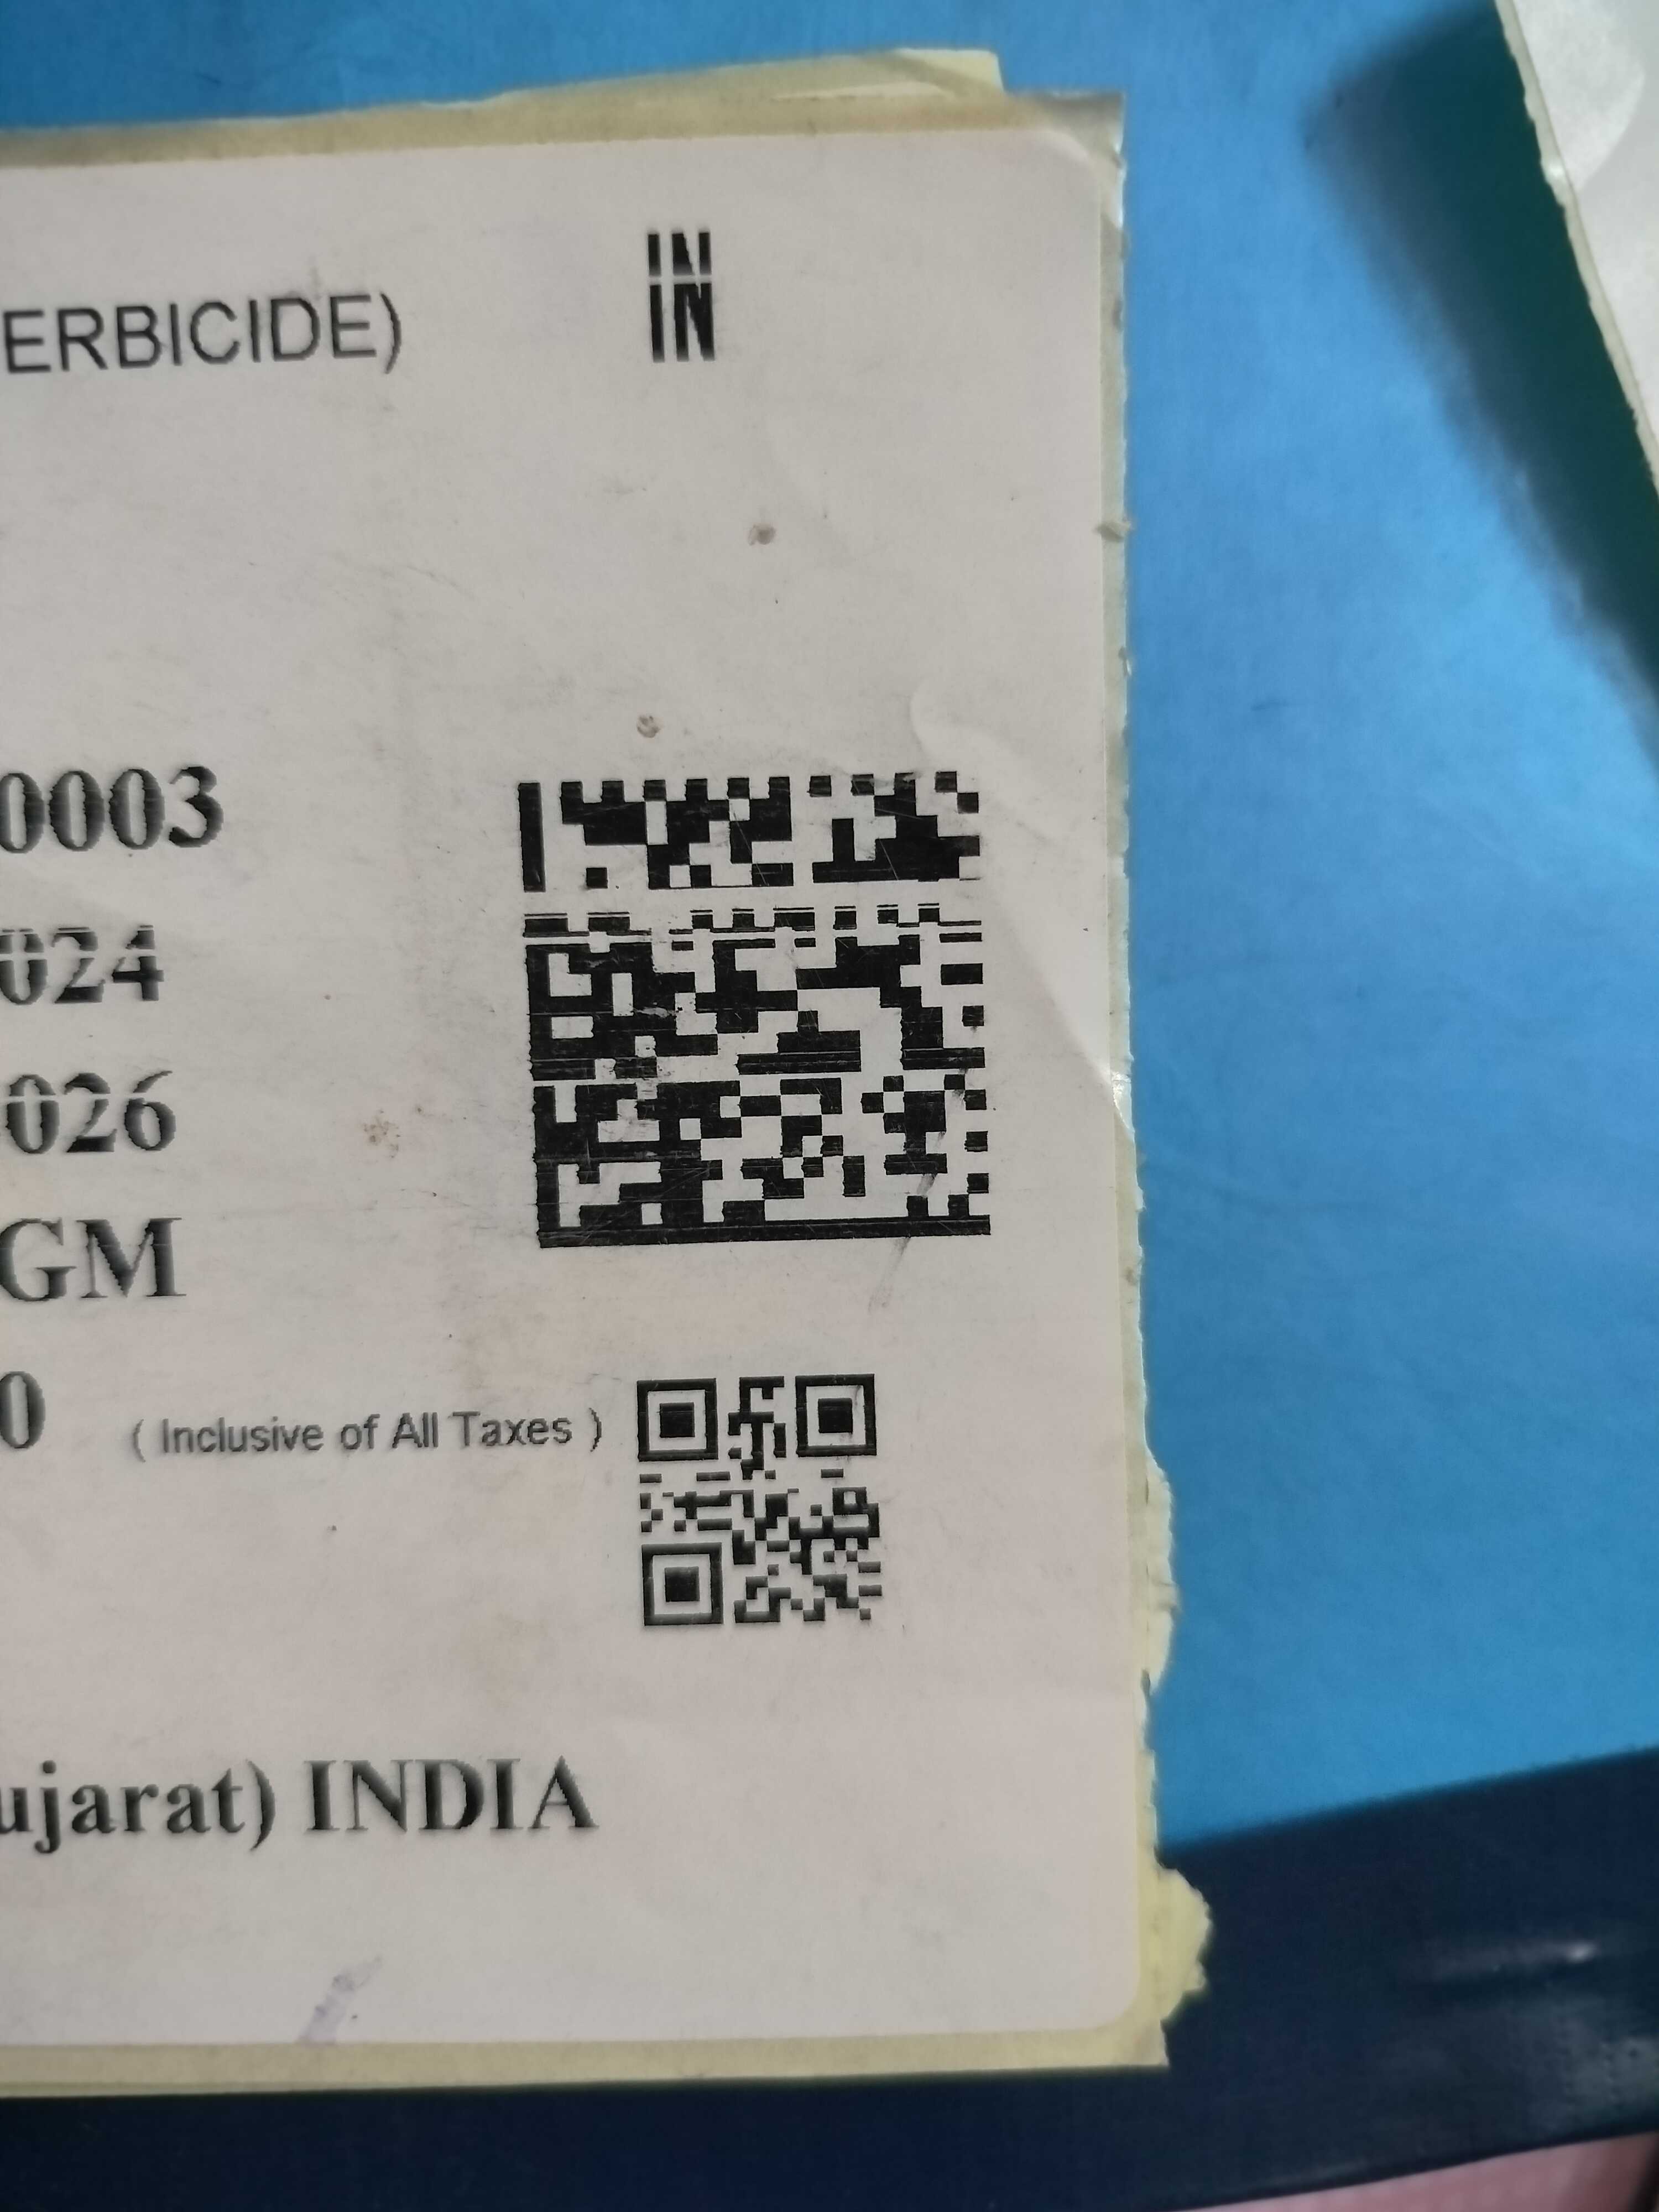 ERBICIDE)
IN
IN
0003
024
026
GM
0 ( Inclusive of All Taxes )
ujarat) INDIA